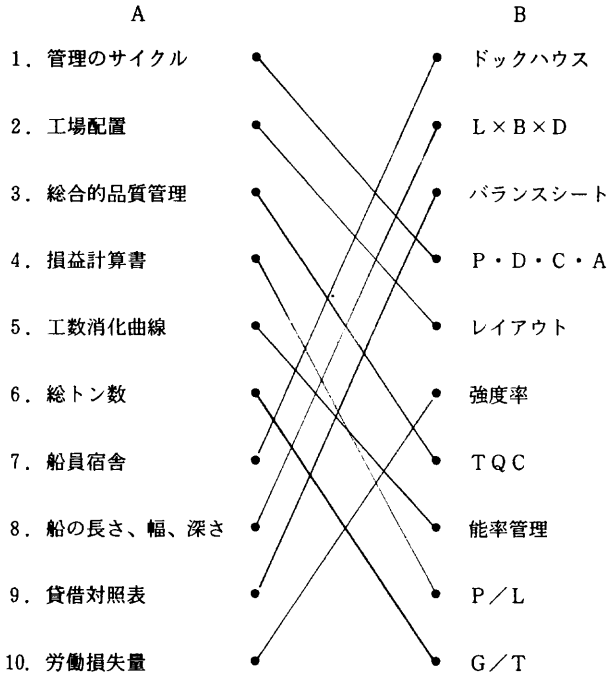 A B
1. 管理のサイクル ドックハウス
2. 工場配置 L×B×D
3. 総合的品質管理 バランスシート
4. 損益計算書 P・D・C・A
5. 工数消化曲線 レイアウト
6. 総トン数 強度率
7. 船員宿舎 TQC
8. 船の長さ、幅、深さ 能率管理
9. 貸借対照表 P/L
10. 労働損失量 G/T